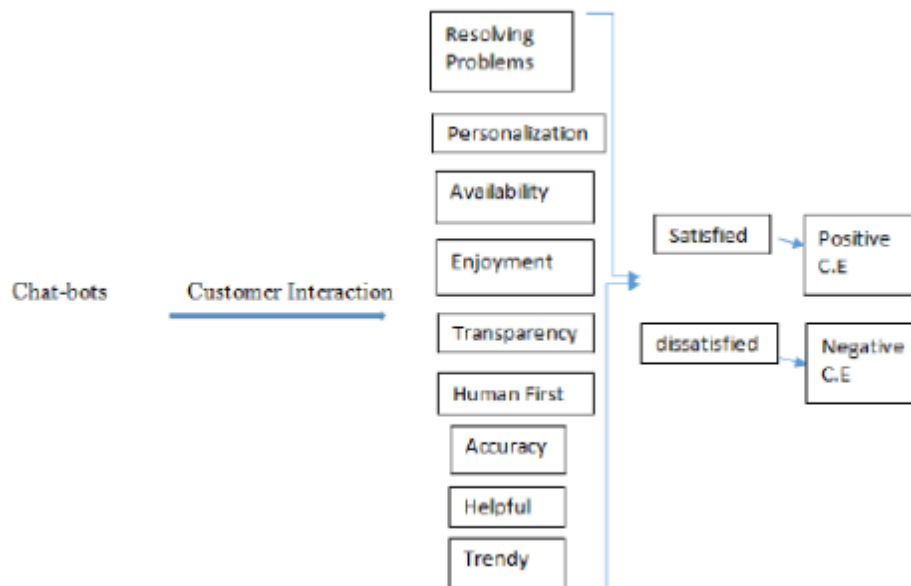 Resolving
Problems
Personalization
Availability
Enjoyment
Transparency
Human First
Accuracy
Helpful
Trendy
Chat-bots
Customer Interaction
Satisfied
Positive
C.E
dissatisfied
Negative
C.E